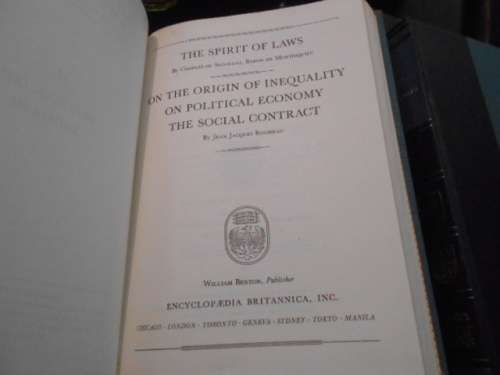 THE SPIRIT OF LAWS
BY CHARLES DE SECONDAT, BARON DE MONTESQUIEU
ON THE ORIGIN OF INEQUALITY
ON POLITICAL ECONOMY
THE SOCIAL CONTRACT
BY JEAN JACQUES ROUSSEAU
WILLIAM BENTON, Publisher
ENCYCLOPÆDIA BRITANNICA, INC.
CHICAGO · LONDON · TORONTO · GENEVA · SYDNEY · TOKYO · MANILA